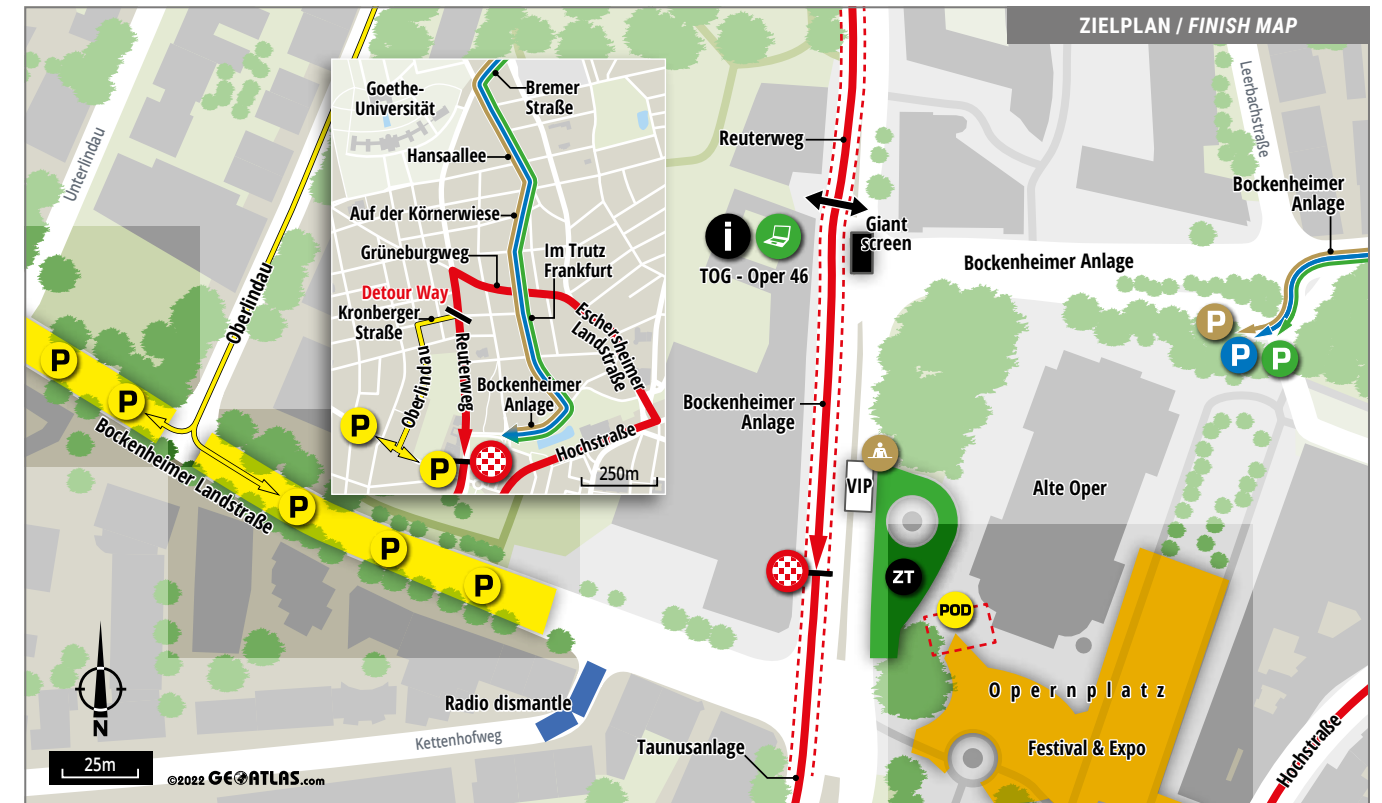 ZIELPLAN / FINISH MAP
Goethe-
Universität
Bremer
Straße
Hansaallee
Auf der Körnerwiese
Grüneburgweg
Im Trutz
Frankfurt
Detour Way
Kronberger
Straße
Eschersheimer
Landstraße
Reuterweg
Oberlindau
Bockenheimer
Anlage
Hochstraße
P
P
250m
Unterlindau
Oberlindau
P
P
Bockenheimer Landstraße
P
P
P
Reuterweg
Giant
screen
i
TOG - Oper 46
Leerbachstraße
Bockenheimer
Anlage
Bockenheimer Anlage
P
P
P
Bockenheimer
Anlage
VIP
Alte Oper
ZT
POD
Opernplatz
Festival & Expo
Hochstraße
Radio dismantle
Kettenhofweg
Taunusanlage
N
25m
©2022 GEOATLAS.com